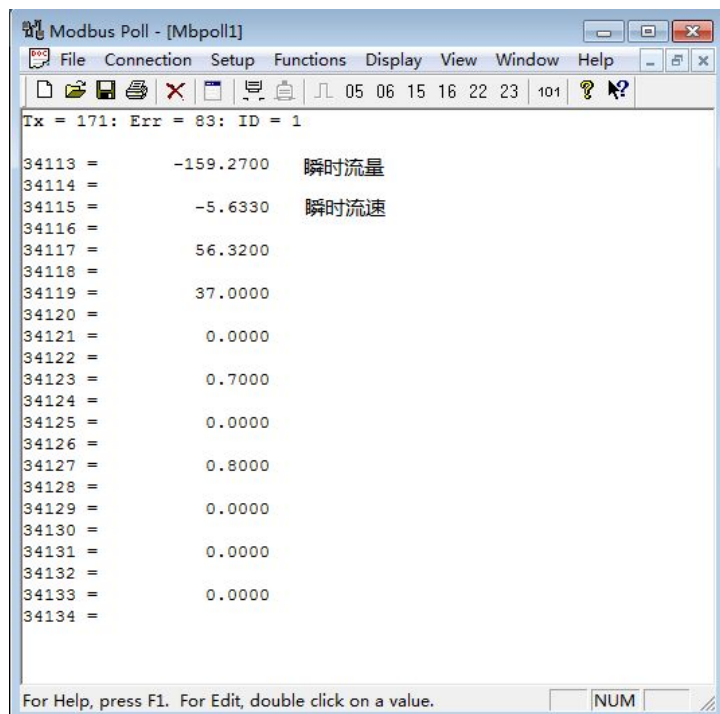 Modbus Poll - [Mbpoll1]
File Connection Setup Functions Display View Window Help
05 06 15 16 22 23 101
Tx = 171: Err = 83: ID = 1
34113 = -159.2700 瞬时流量
34114 =
34115 = -5.6330 瞬时流速
34116 =
34117 = 56.3200
34118 =
34119 = 37.0000
34120 =
34121 = 0.0000
34122 =
34123 = 0.7000
34124 =
34125 = 0.0000
34126 =
34127 = 0.8000
34128 =
34129 = 0.0000
34130 =
34131 = 0.0000
34132 =
34133 = 0.0000
34134 =
For Help, press F1. For Edit, double click on a value. NUM